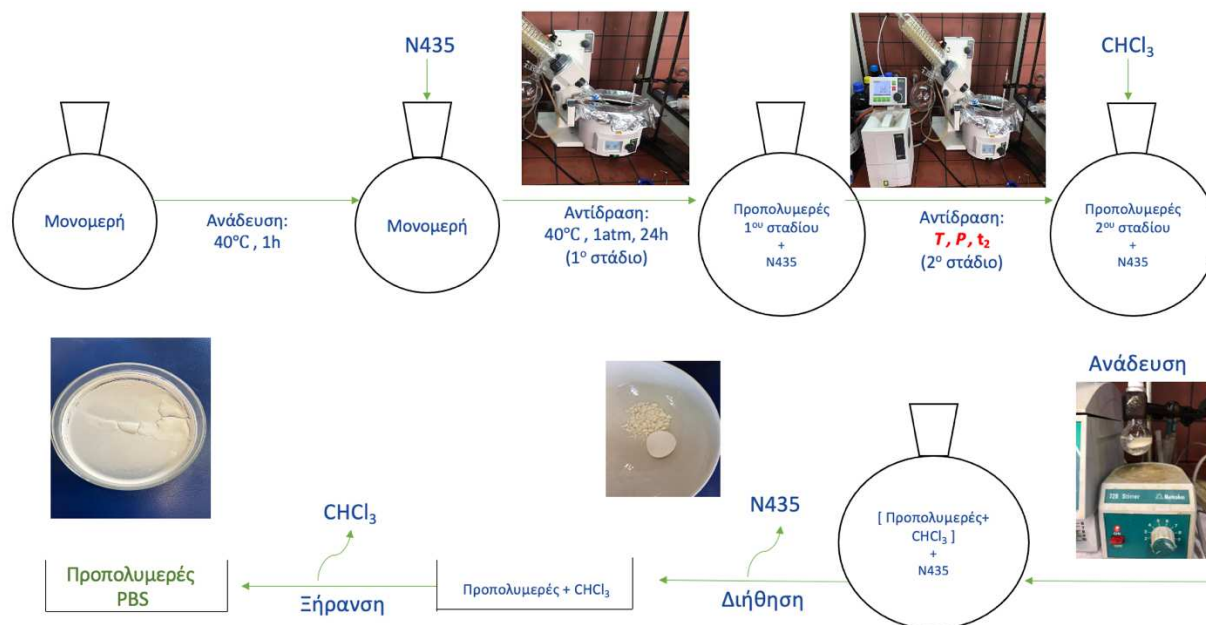 N435
CHCl₃
Μονομερή
Ανάδευση:
40℃ , 1h
Μονομερή
Αντίδραση:
40℃ , 1atm, 24h
(1ο στάδιο)
Προπολυμερές
1ου σταδίου
+
N435
Αντίδραση:
T , P , t₂
(2ο στάδιο)
Προπολυμερές
2ου σταδίου
+
N435
Ανάδευση
[ Προπολυμερές+
CHCl₃ ]
+
N435
N435
Διήθηση
Προπολυμερές + CHCl₃
CHCl₃
Ξήρανση
Προπολυμερές
PBS